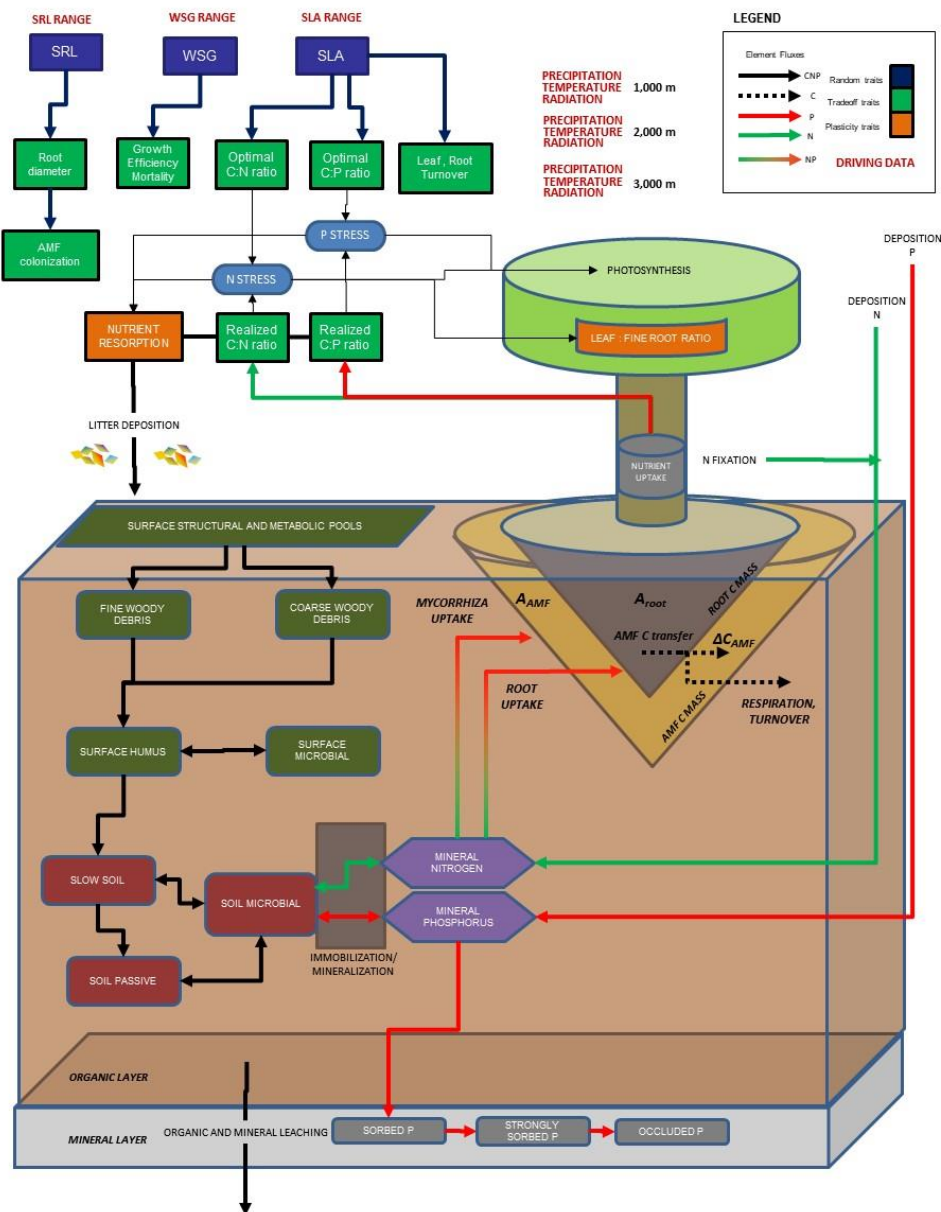 SRL RANGE
WSG RANGE
SLA RANGE
SRL
WSG
SLA
Root
diameter
Growth
Efficiency
Mortality
Optimal
C:N ratio
Optimal
C:P ratio
Leaf, Root
Turnover
AMF
colonization
P STRESS
N STRESS
NUTRIENT
RESORPTION
Realized
C:N ratio
Realized
C:P ratio
PRECIPITATION
TEMPERATURE
RADIATION
1,000 m
PRECIPITATION
TEMPERATURE
RADIATION
2,000 m
PRECIPITATION
TEMPERATURE
RADIATION
3,000 m
LEGEND
Element Fluxes
CNP
C
P
N
NP
Random traits
Tradeoff traits
Plasticity traits
DRIVING DATA
DEPOSITION
P
DEPOSITION
N
PHOTOSYNTHESIS
LEAF : FINE ROOT RATIO
NUTRIENT
UPTAKE
N FIXATION
LITTER DEPOSITION
SURFACE STRUCTURAL AND METABOLIC POOLS
FINE WOODY
DEBRIS
COARSE WOODY
DEBRIS
SURFACE HUMUS
SURFACE
MICROBIAL
MYCORRHIZA
UPTAKE
ROOT
UPTAKE
A_AMF
A_root
ROOT C MASS
AMF C transfer
ΔC_AMF
AMF C MASS
RESPIRATION,
TURNOVER
SLOW SOIL
SOIL MICROBIAL
SOIL PASSIVE
MINERAL
NITROGEN
MINERAL
PHOSPHORUS
IMMOBILIZATION/
MINERALIZATION
ORGANIC LAYER
MINERAL LAYER
ORGANIC AND MINERAL LEACHING
SORBED P
STRONGLY
SORBED P
OCCLUDED P